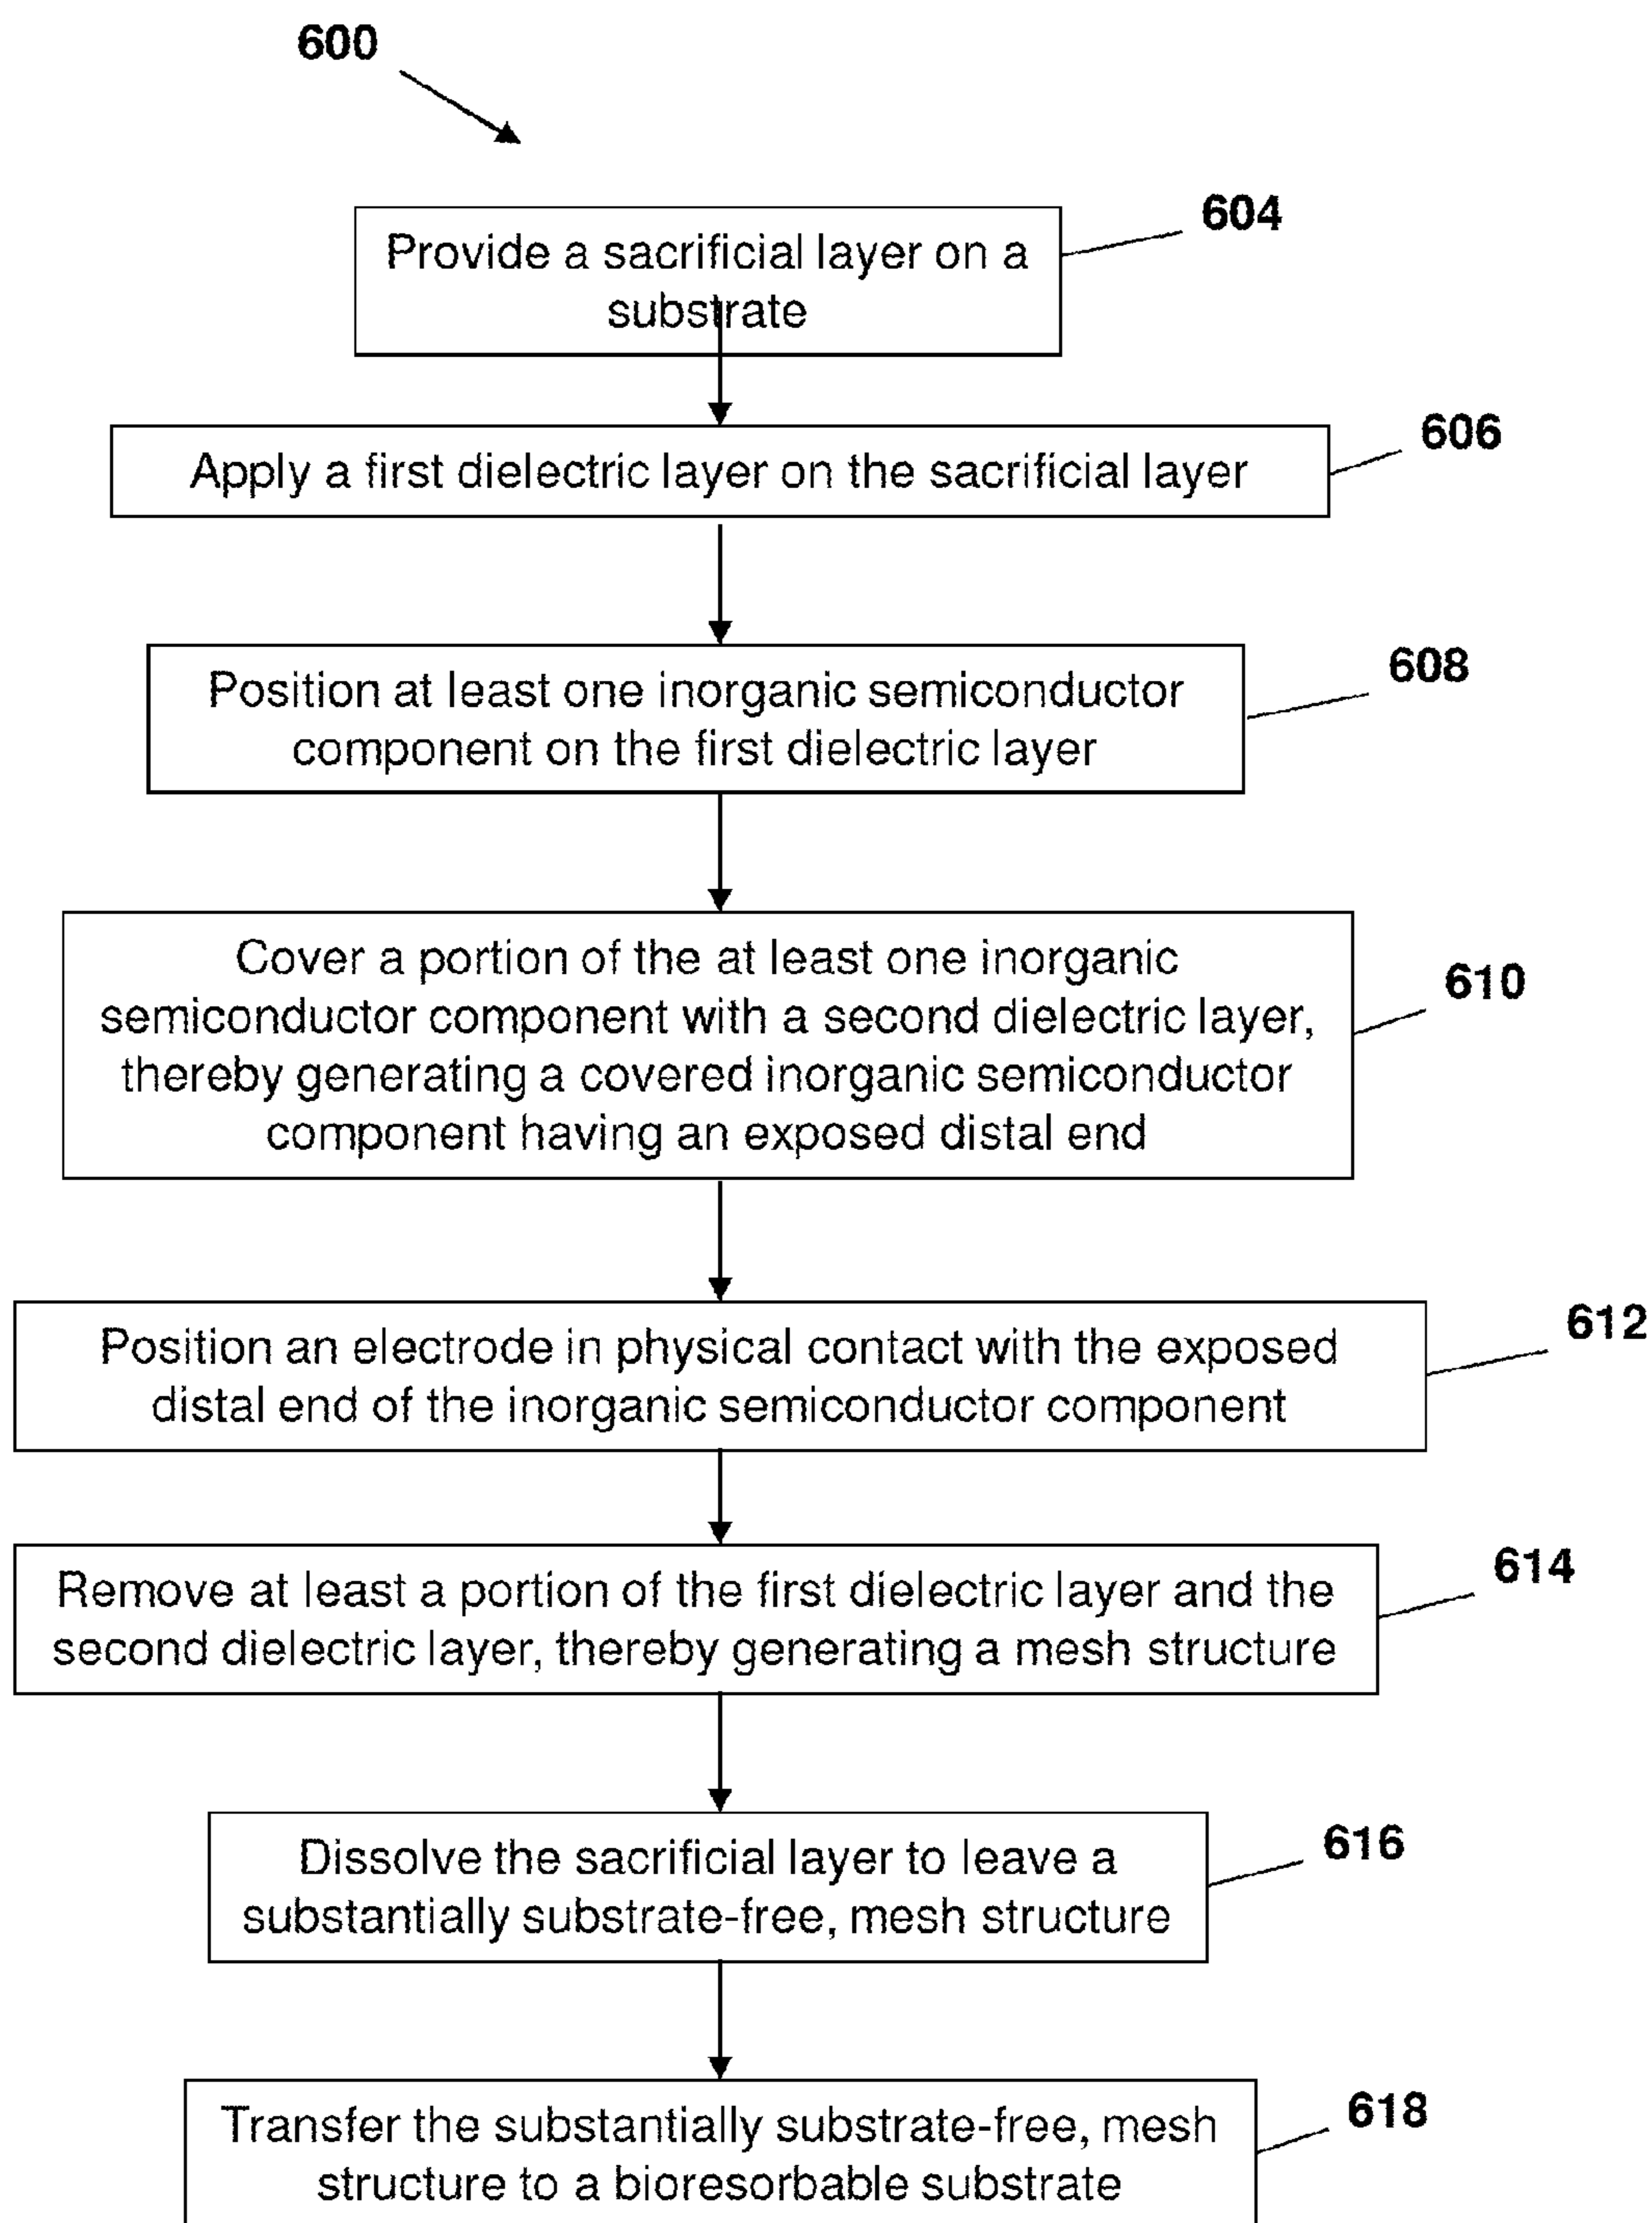 600
604
Provide a sacrificial layer on a
substrate
606
Apply a first dielectric layer on the sacrificial layer
608
Position at least one inorganic semiconductor
component on the first dielectric layer
610
Cover a portion of the at least one inorganic
semiconductor component with a second dielectric layer,
thereby generating a covered inorganic semiconductor
component having an exposed distal end
612
Position an electrode in physical contact with the exposed
distal end of the inorganic semiconductor component
614
Remove at least a portion of the first dielectric layer and the
second dielectric layer, thereby generating a mesh structure
616
Dissolve the sacrificial layer to leave a
substantially substrate-free, mesh structure
618
Transfer the substantially substrate-free, mesh
structure to a bioresorbable substrate